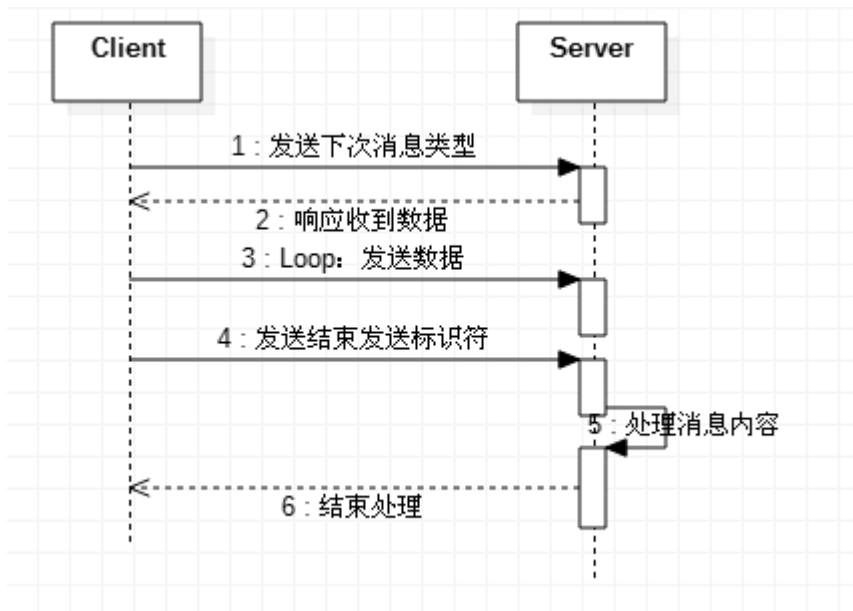 Client
Server
1 : 发送下次消息类型
2 : 响应收到数据
3 : Loop：发送数据
4 : 发送结束发送标识符
5 : 处理消息内容
6 : 结束处理